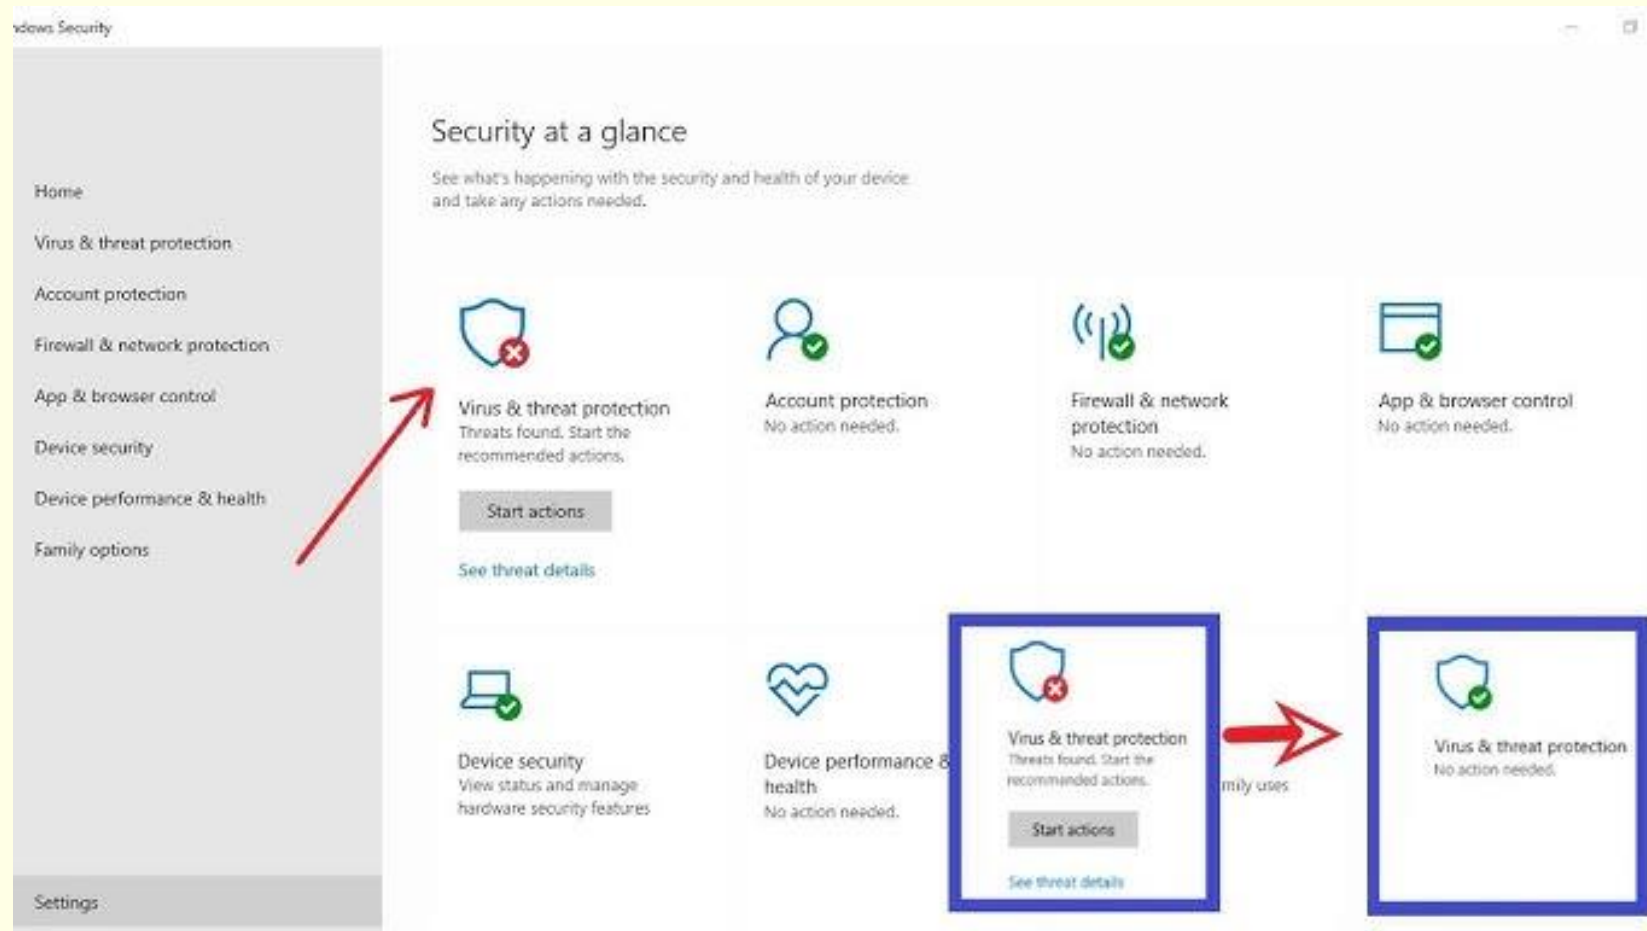 ndows Security
Home
Virus & threat protection
Account protection
Firewall & network protection
App & browser control
Device security
Device performance & health
Family options
Settings
Security at a glance
See what's happening with the security and health of your device
and take any actions needed.
Virus & threat protection
Threats found. Start the
recommended actions.
Start actions
See threat details
Account protection
No action needed.
Firewall & network
protection
No action needed.
App & browser control
No action needed.
Device security
View status and manage
hardware security features
Device performance &
health
No action needed.
Virus & threat protection
Threats found. Start the
recommended actions.
Start actions
See threat details
mily uses
Virus & threat protection
No action needed.